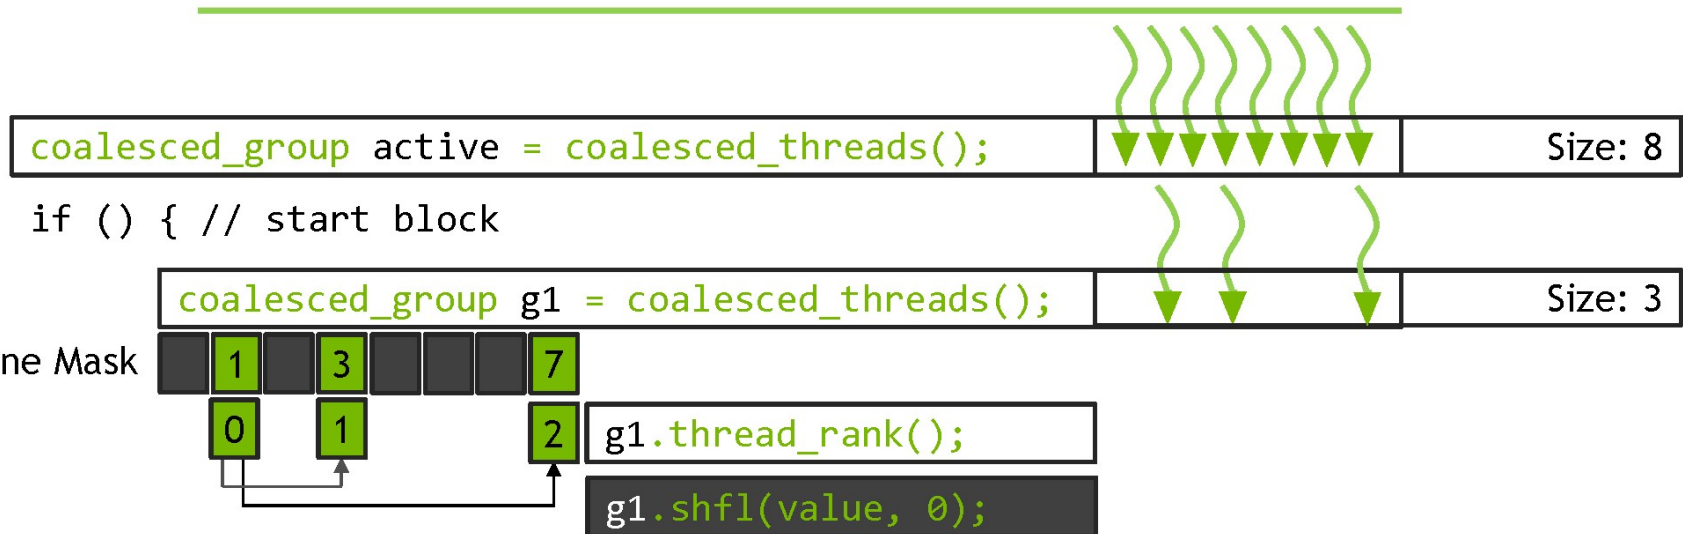 coalesced_group active = coalesced_threads(); Size: 8
if () { // start block
coalesced_group g1 = coalesced_threads(); Size: 3
ne Mask 1 3 7
0 1 2 g1.thread_rank();
g1.shfl(value, 0);